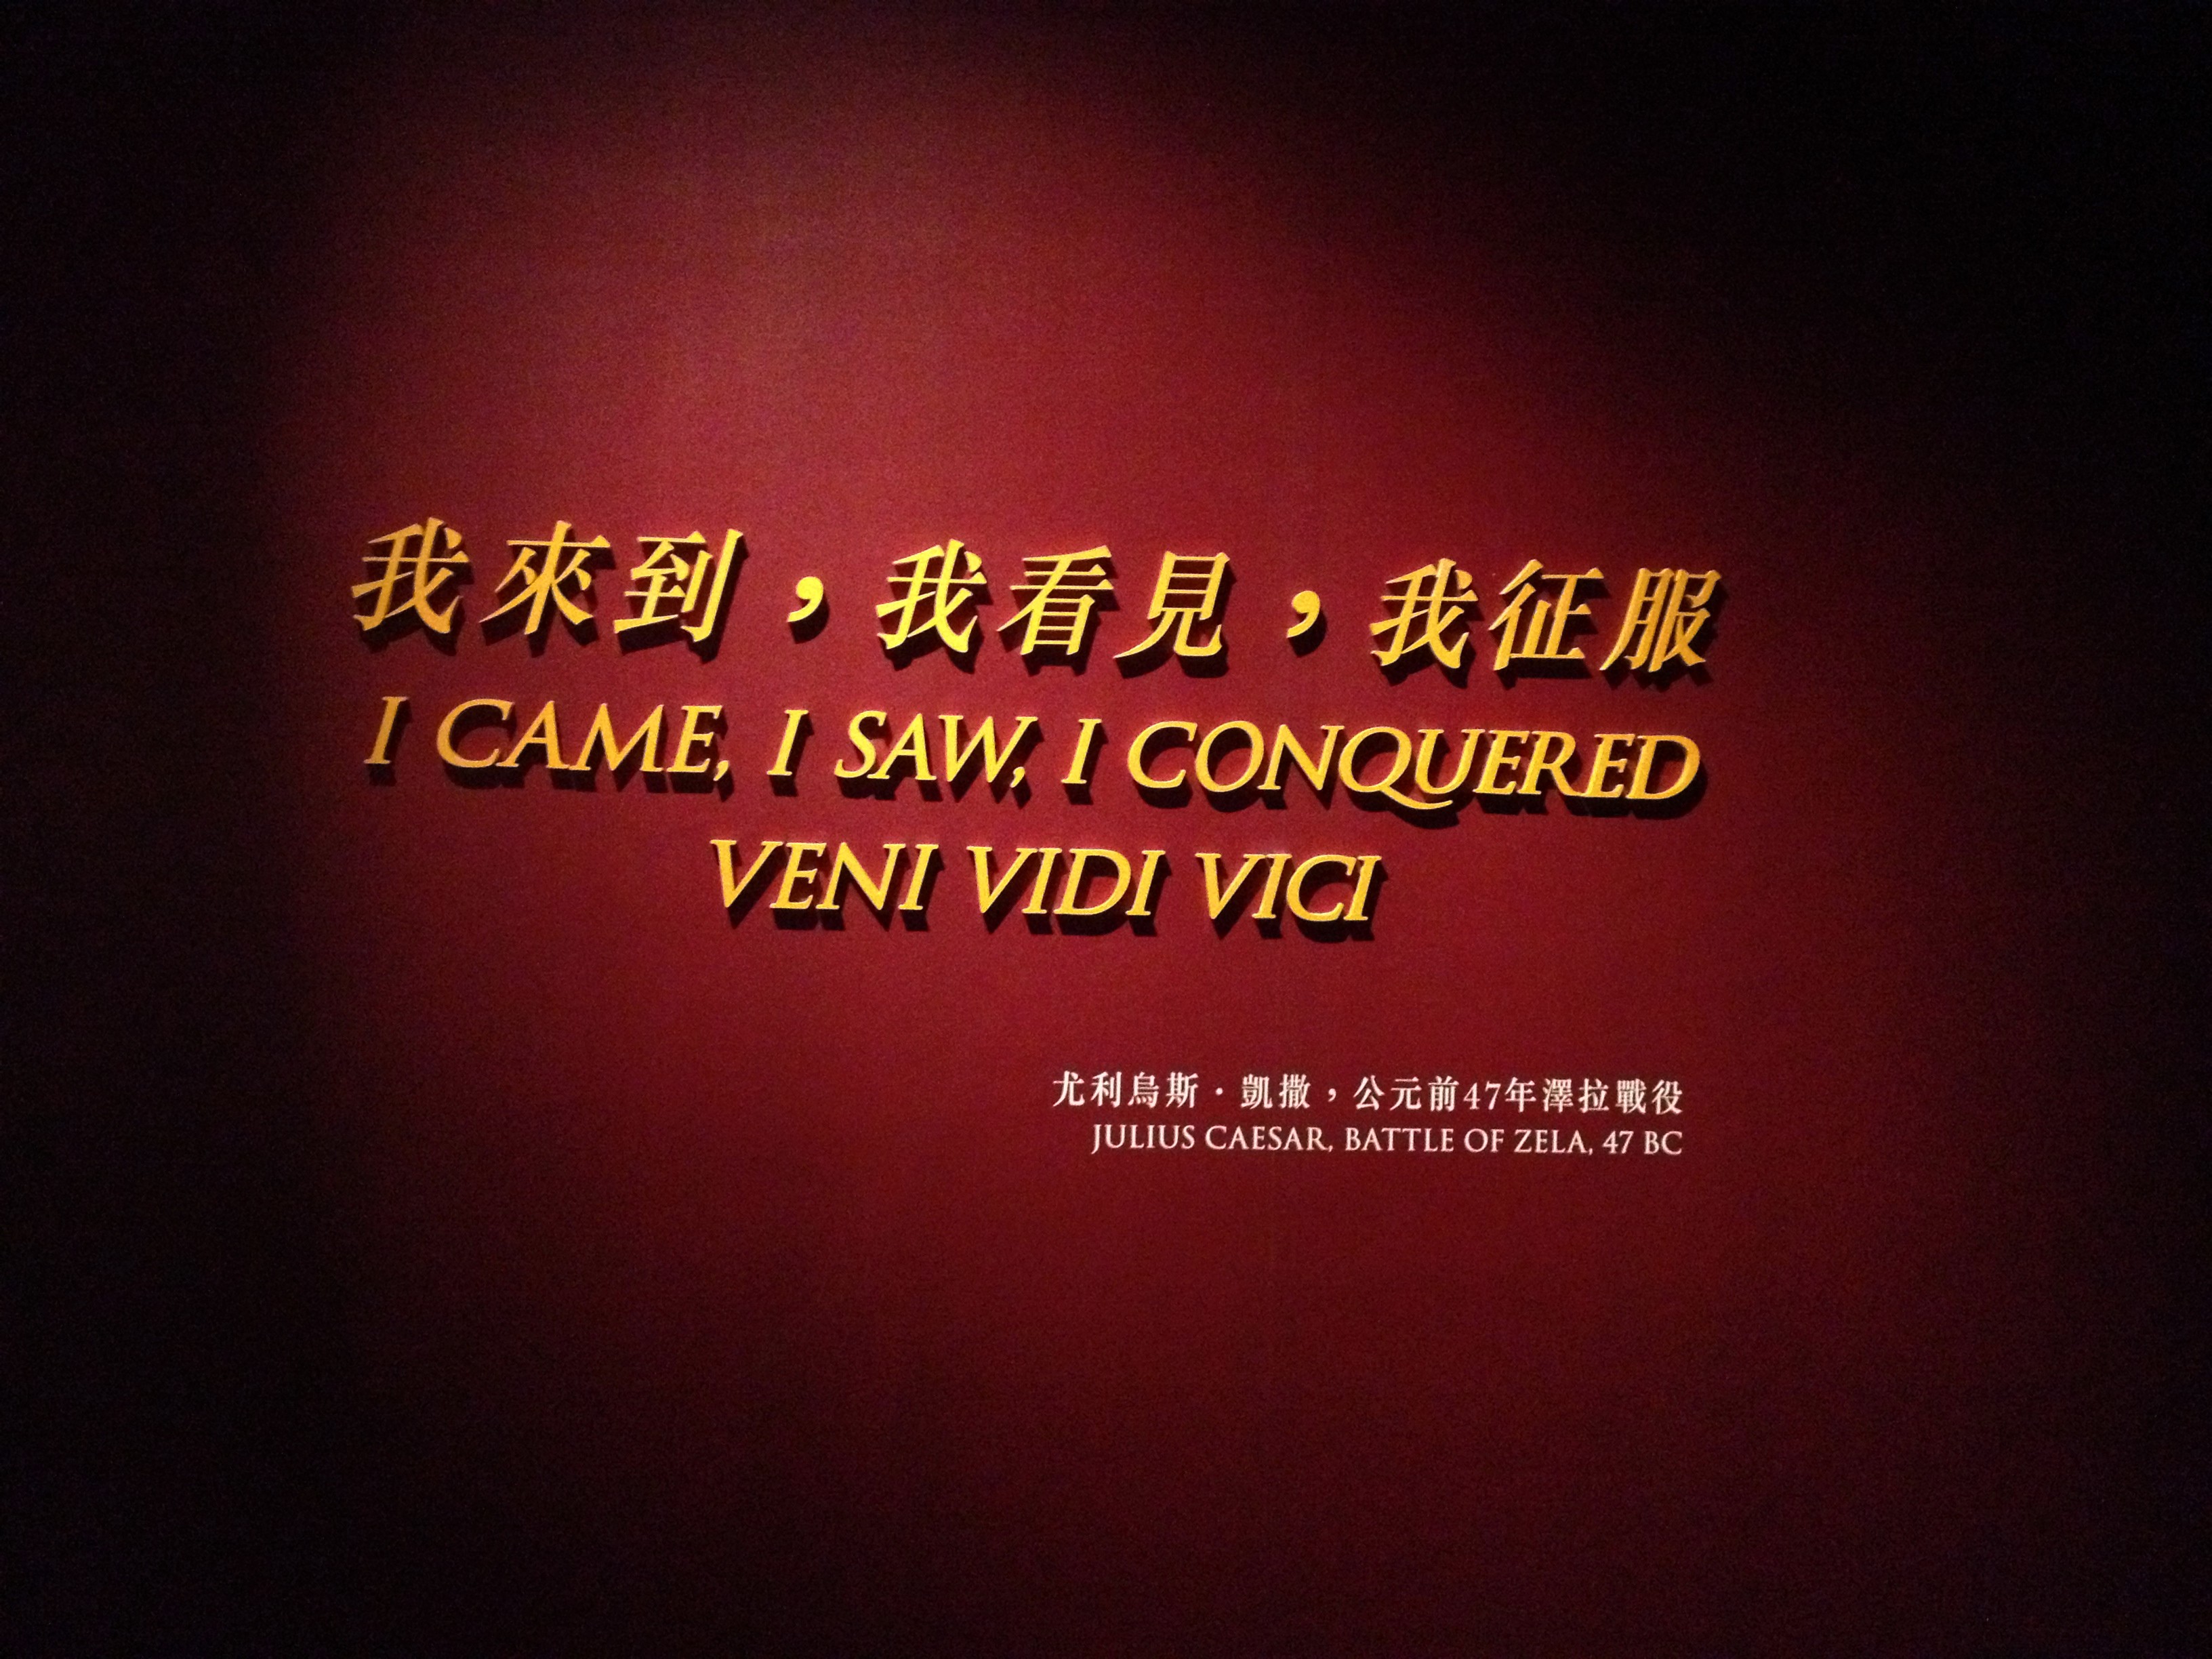 我來到，我看見，我征服
I CAME, I SAW, I CONQUERED
VENI VIDI VICI
尤利烏斯·凱撒，公元前47年澤拉戰役
JULIUS CAESAR, BATTLE OF ZELA, 47 BC